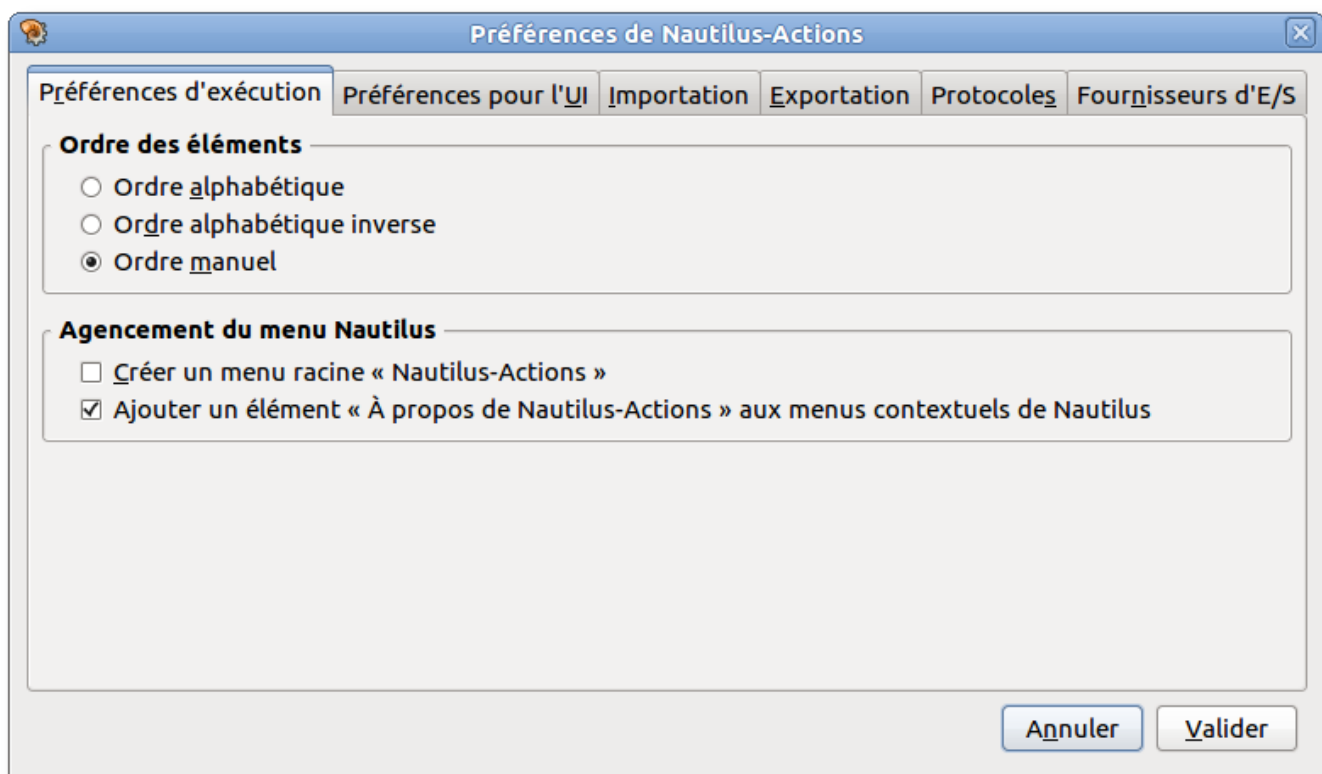 Préférences de Nautilus-Actions
Préférences d'exécution Préférences pour l'UI Importation Exportation Protocoles Fournisseurs d'E/S
Ordre des éléments
Ordre alphabétique
Ordre alphabétique inverse
Ordre manuel
Agencement du menu Nautilus
Créer un menu racine « Nautilus-Actions »
Ajouter un élément « À propos de Nautilus-Actions » aux menus contextuels de Nautilus
Annuler Valider